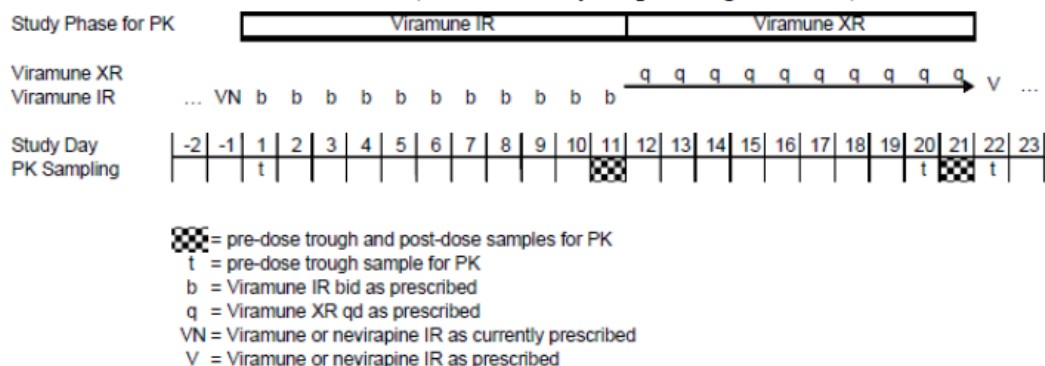 Study Phase for PK Viramune IR Viramune XR
Viramune XR q q q q q q q q q q
Viramune IR ... VN b b b b b b b b b b b V ...
Study Day -2 -1 1 2 3 4 5 6 7 8 9 10 11 12 13 14 15 16 17 18 19 20 21 22 23
PK Sampling t t t
= pre-dose trough and post-dose samples for PK
t = pre-dose trough sample for PK
b = Viramune IR bid as prescribed
q = Viramune XR qd as prescribed
VN = Viramune or nevirapine IR as currently prescribed
V = Viramune or nevirapine IR as prescribed